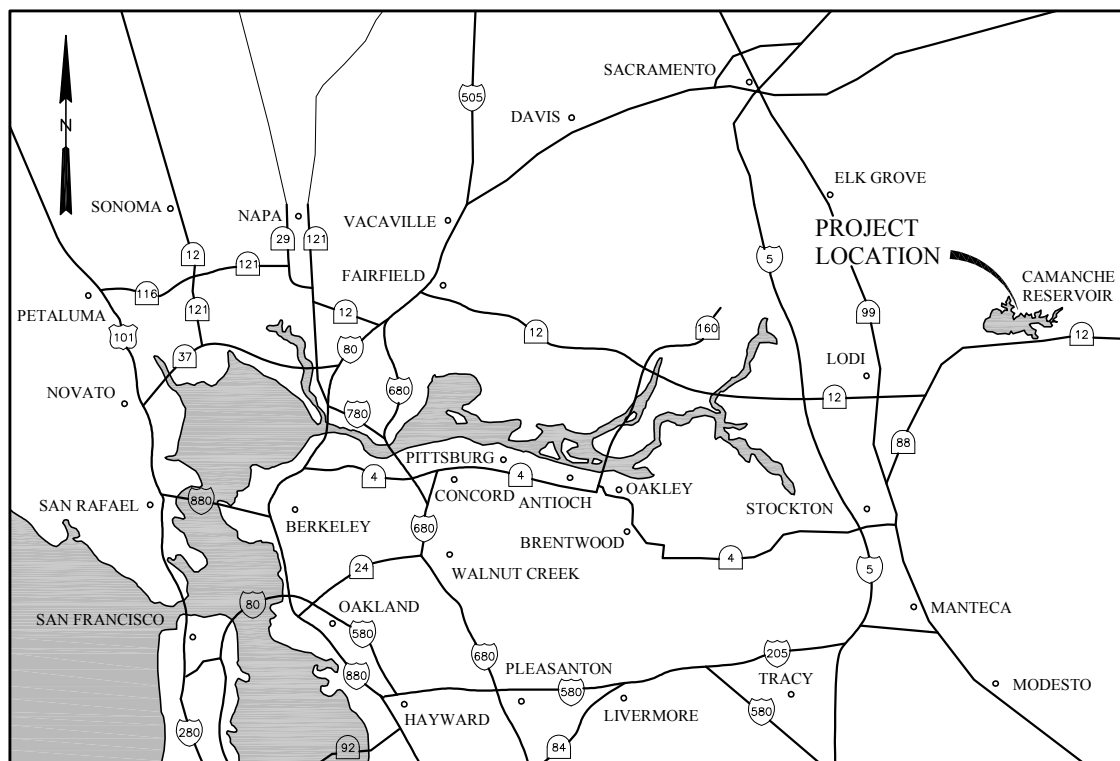 SACRAMENTO
505
DAVIS
N
ELK GROVE
SONOMA
NAPA
VACAVILLE
29
121
PROJECT
LOCATION
12
5
121
FAIRFIELD
CAMANCHE
RESERVOIR
116
PETALUMA
121
12
99
101
12
160
12
37
80
LODI
NOVATO
680
12
780
88
PITTSBURG
4
4
CONCORD
ANTIOCH
OAKLEY
SAN RAFAEL
880
BERKELEY
STOCKTON
680
BRENTWOOD
4
24
WALNUT CREEK
5
80
SAN FRANCISCO
OAKLAND
MANTECA
580
680
205
880
PLEASANTON
TRACY
580
MODESTO
HAYWARD
LIVERMORE
580
280
92
84